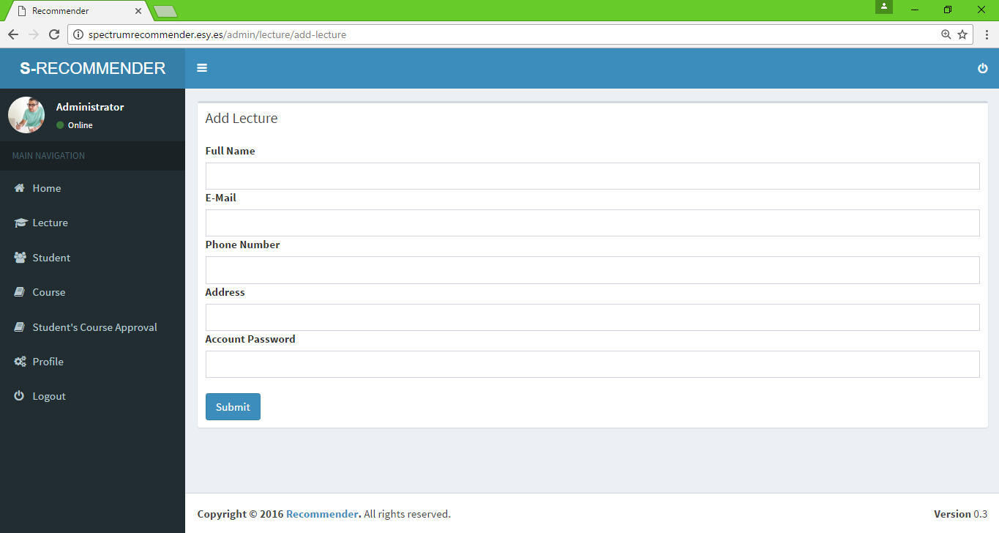 Recommender
spectrumrecommender.esy.es/admin/lecture/add-lecture
S-RECOMMENDER
Administrator
Online
MAIN NAVIGATION
Home
Lecture
Student
Course
Student's Course Approval
Profile
Logout
Add Lecture
Full Name
E-Mail
Phone Number
Address
Account Password
Submit
Copyright © 2016 Recommender. All rights reserved.
Version 0.3